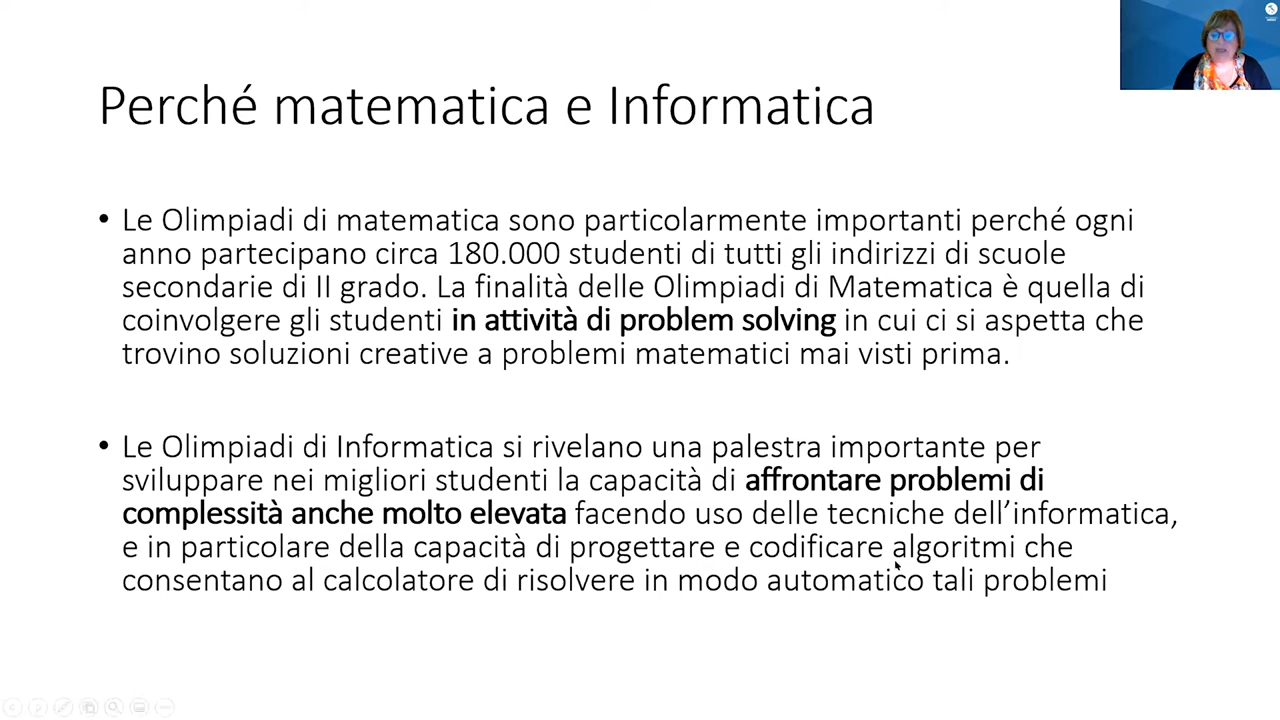 Perché matematica e Informatica
• Le Olimpiadi di matematica sono particolarmente importanti perché ogni
anno partecipano circa 180.000 studenti di tutti gli indirizzi di scuole
secondarie di II grado. La finalità delle Olimpiadi di Matematica è quella di
coinvolgere gli studenti in attività di problem solving in cui ci si aspetta che
trovino soluzioni creative a problemi matematici mai visti prima.
• Le Olimpiadi di Informatica si rivelano una palestra importante per
sviluppare nei migliori studenti la capacità di affrontare problemi di
complessità anche molto elevata facendo uso delle tecniche dell’informatica,
e in particolare della capacità di progettare e codificare algoritmi che
consentano al calcolatore di risolvere in modo automatico tali problemi